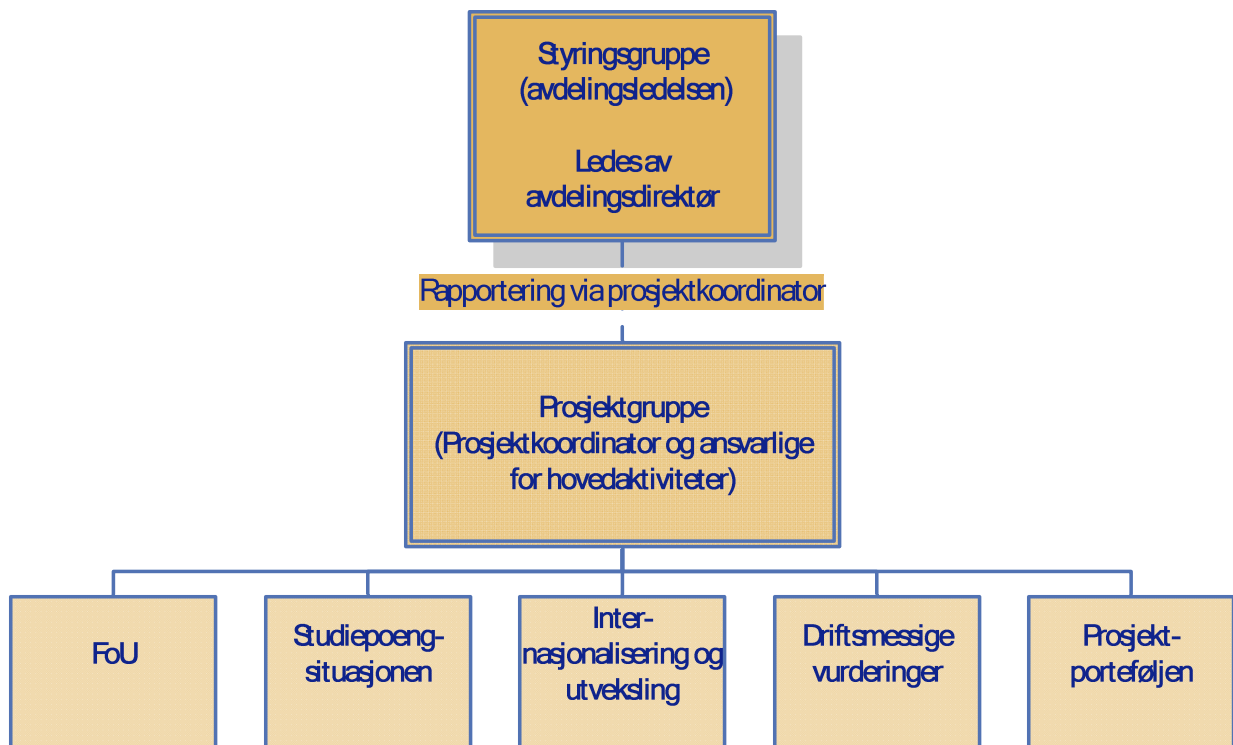 Styringsgruppe
(avdelingsledelsen)
Ledes av
avdelingsdirektør
Rapportering via prosjektkoordinator
Prosjektgruppe
(Prosjektkoordinator og ansvarlige
for hovedaktiviteter)
FoU
Studiepoeng-
situasjonen
Inter-
nasjonalisering og
utveksling
Driftsmessige
vurderinger
Prosjekt-
porteføljen